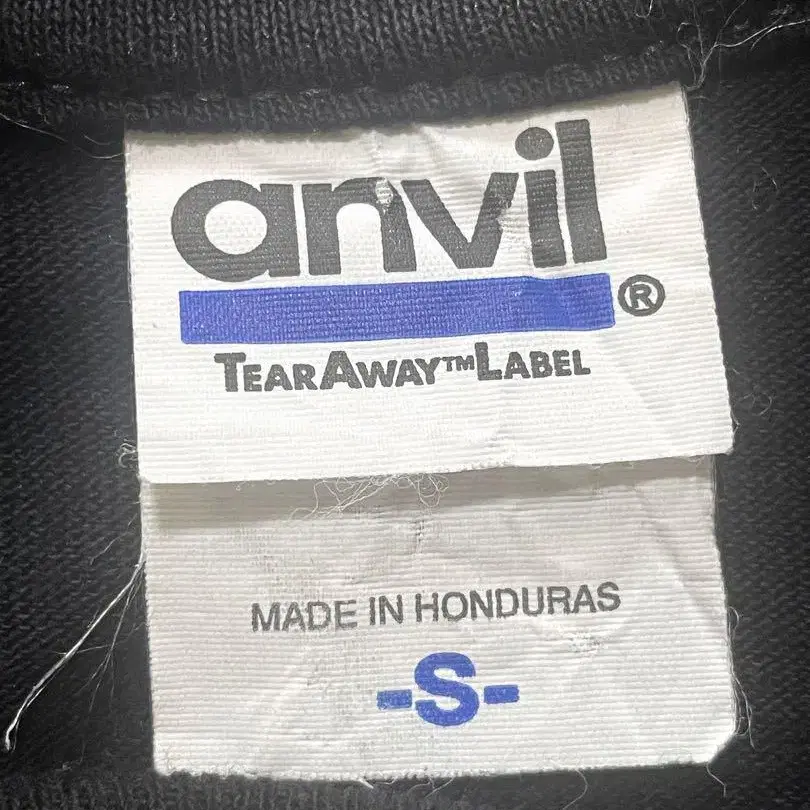 anvil®
TEARAWAY™LABEL
MADE IN HONDURAS
-S-